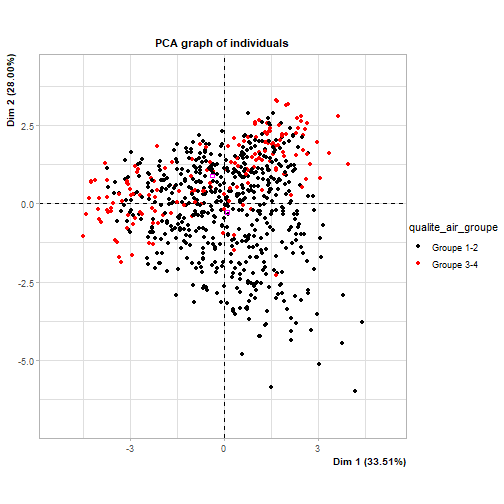 PCA graph of individuals
Dim 2 (28.00%)
2.5
0.0
-2.5
-5.0
-3
0
3
Dim 1 (33.51%)
qualite_air_groupe
Groupe 1-2
Groupe 3-4